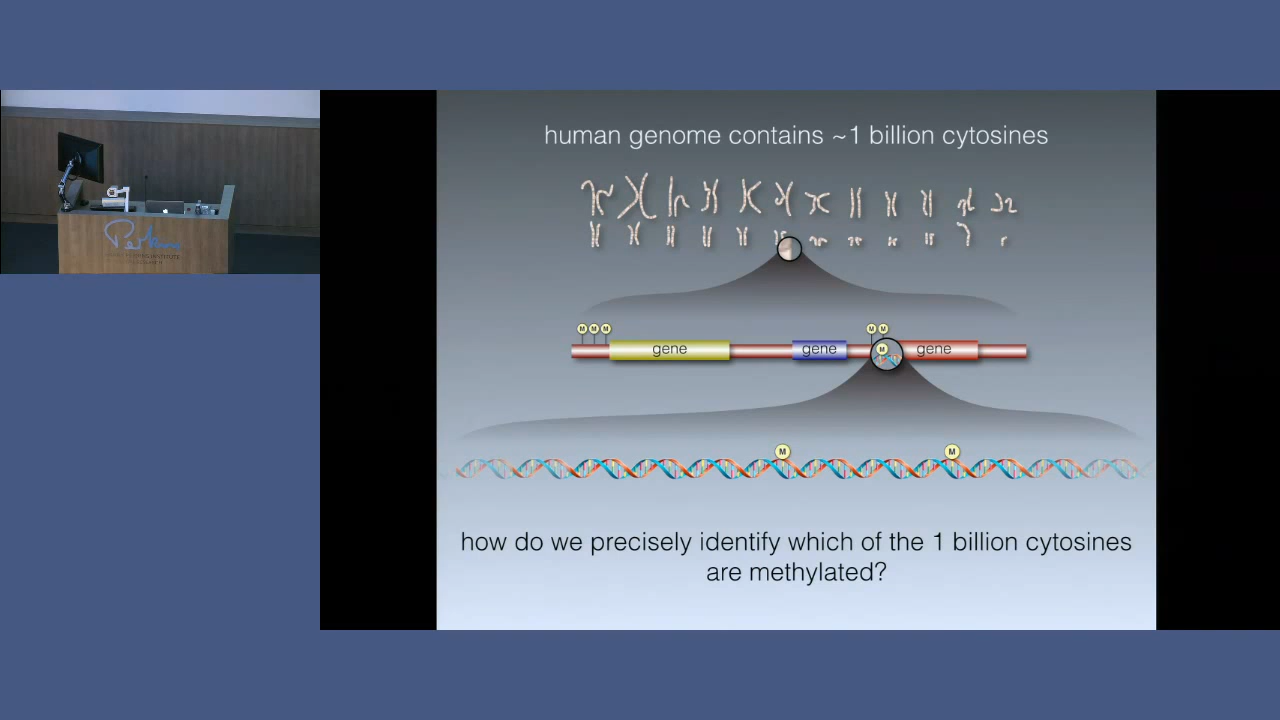 human genome contains ~1 billion cytosines
M M M
M M
gene
gene
M
gene
M
M
how do we precisely identify which of the 1 billion cytosines
are methylated?
Perkins